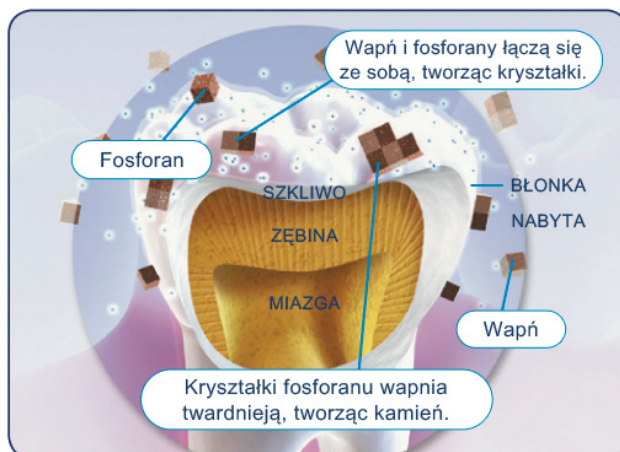 Wapń i fosforany łączą się
ze sobą, tworząc kryształki.
Fosforan
SZKLIWO
BŁONKA
NABYTA
ZĘBINA
MIAZGA
Wapń
Kryształki fosforanu wapnia
twardnieją, tworząc kamień.